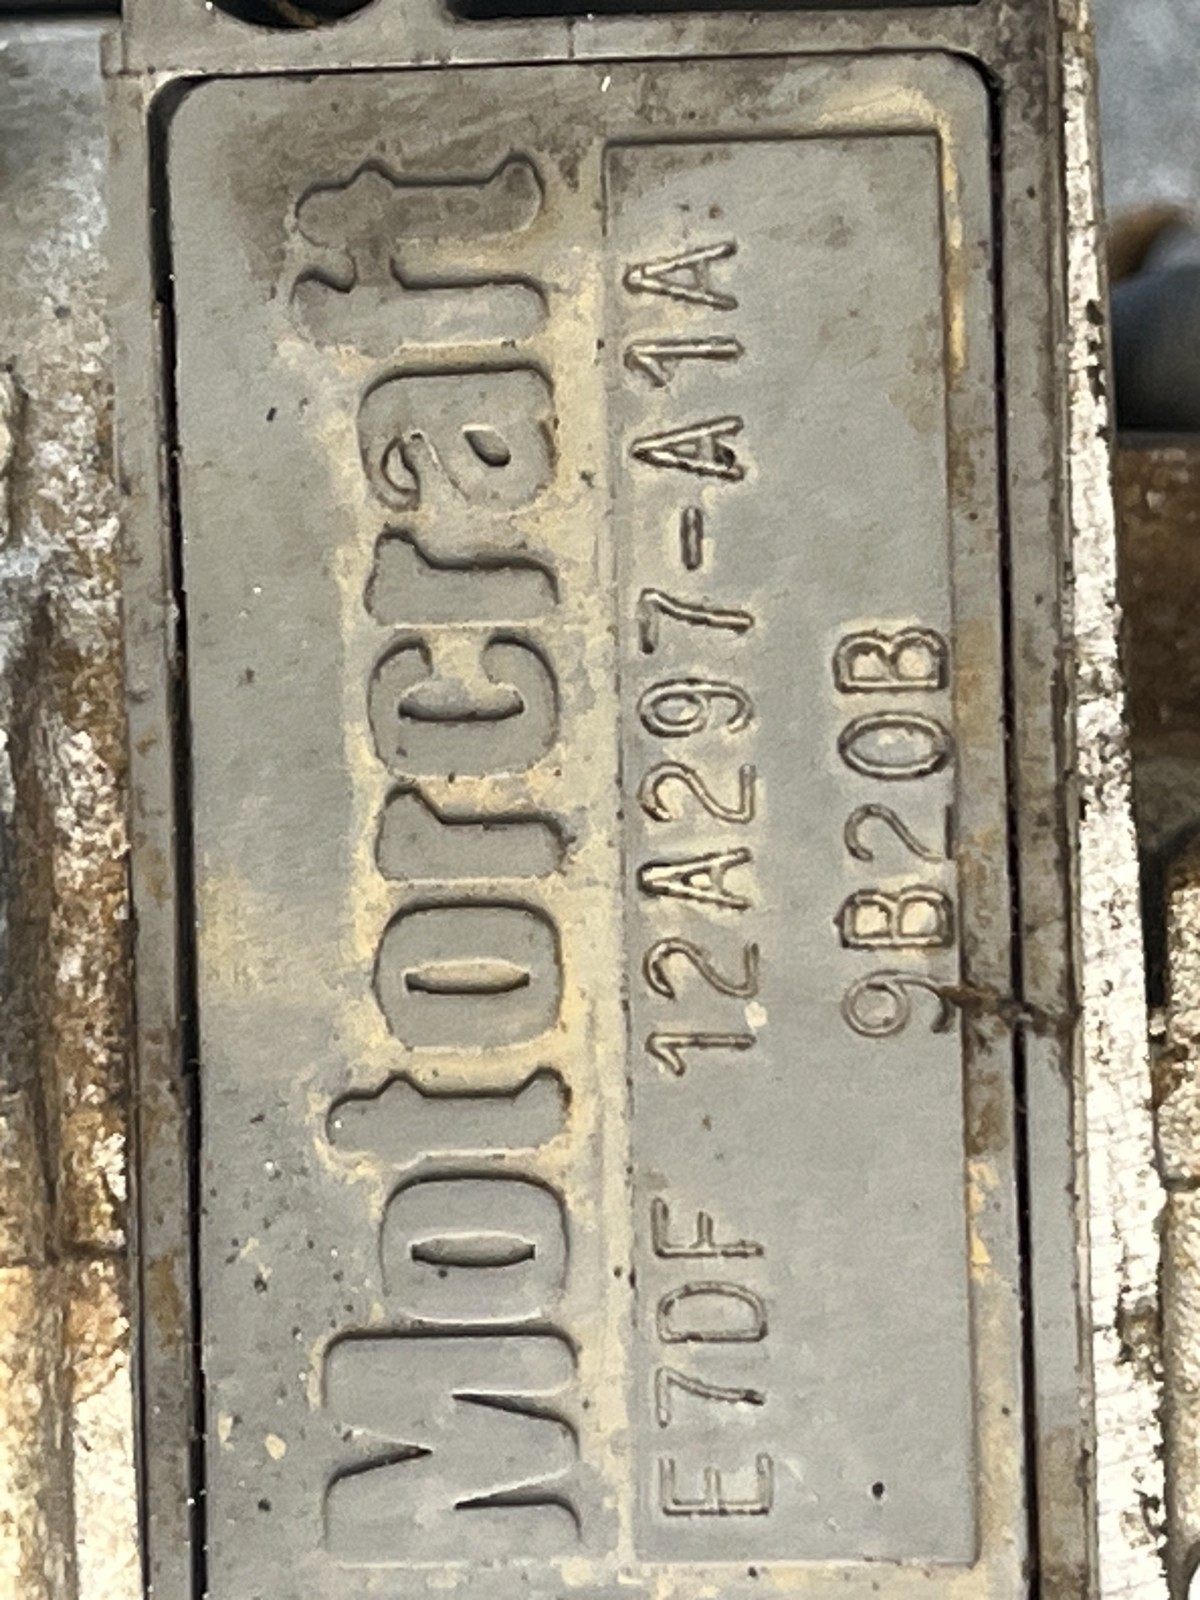 Motorcraft
E7DF 12A297-A1A
9B20B